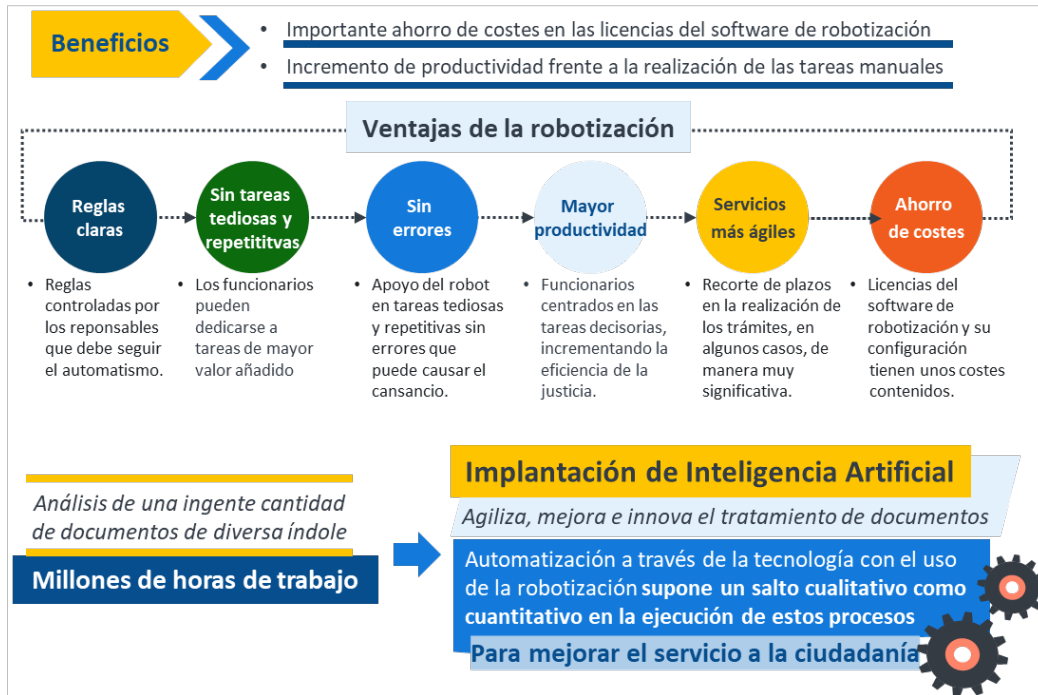 Beneficios
• Importante ahorro de costes en las licencias del software de robotización
• Incremento de productividad frente a la realización de las tareas manuales
Ventajas de la robotización
Reglas
claras
Sin tareas
tediosas y
repetititvas
Sin
errores
Mayor
productividad
Servicios
más ágiles
Ahorro
de costes
• Reglas
controladas por
los reponsables
que debe seguir
el automatismo.
• Los funcionarios
pueden
dedicarse a
tareas de mayor
valor añadido
• Apoyo del robot
en tareas tediosas
y repetitivas sin
errores que
puede causar el
cansancio.
• Funcionarios
centrados en las
tareas decisorias,
incrementando la
eficiencia de la
justicia.
• Recorte de plazos
en la realización de
los trámites, en
algunos casos, de
manera muy
significativa.
• Licencias del
software de
robotización y su
configuración
tienen unos costes
contenidos.
Análisis de una ingente cantidad
de documentos de diversa índole
Millones de horas de trabajo
Implantación de Inteligencia Artificial
Agiliza, mejora e innova el tratamiento de documentos
Automatización a través de la tecnología con el uso
de la robotización supone un salto cualitativo como
cuantitativo en la ejecución de estos procesos
Para mejorar el servicio a la ciudadanía